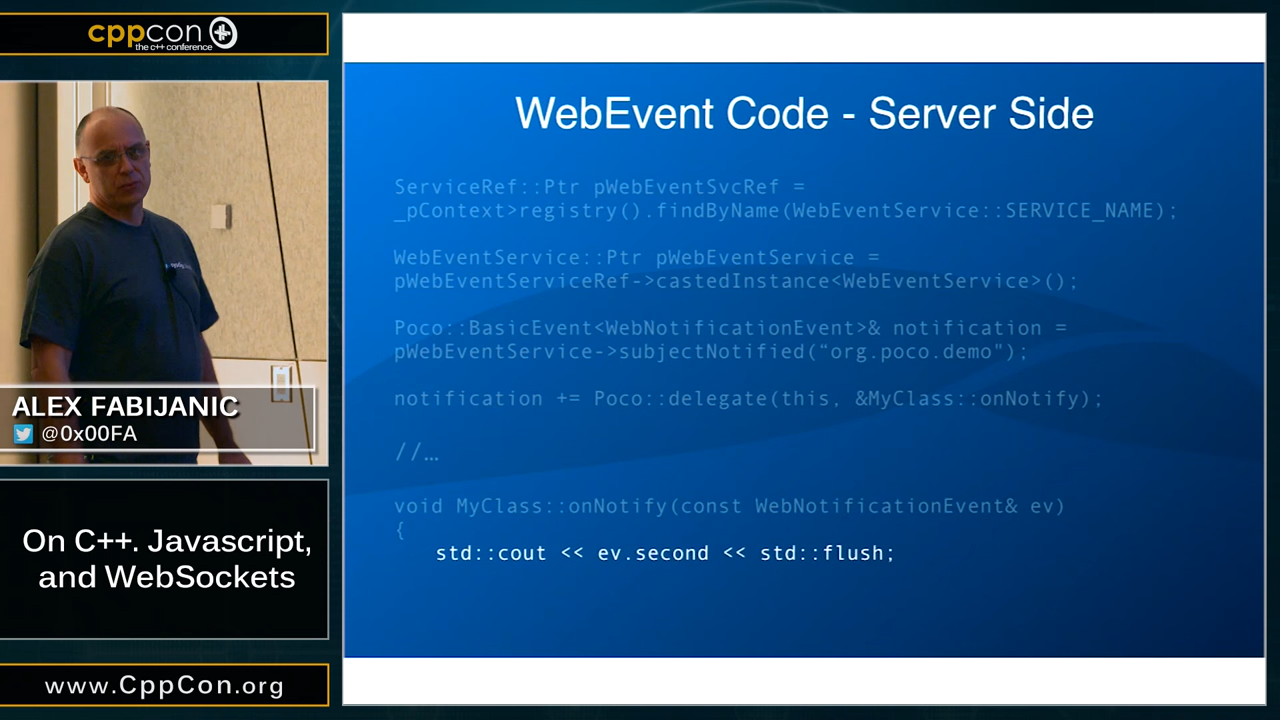 cppcon
the c++ conference
ALEX FABIJANIC
@0x00FA
On C++. Javascript,
and WebSockets
www.CppCon.org
WebEvent Code - Server Side
ServiceRef::Ptr pWebEventSvcRef =
_pContext>registry().findByName(WebEventService::SERVICE_NAME);
WebEventService::Ptr pWebEventService =
pWebEventServiceRef->castedInstance<WebEventService>();
Poco::BasicEvent<WebNotificationEvent>& notification =
pWebEventService->subjectNotified(“org.poco.demo");
notification += Poco::delegate(this, &MyClass::onNotify);
//…
void MyClass::onNotify(const WebNotificationEvent& ev)
{
std::cout << ev.second << std::flush;